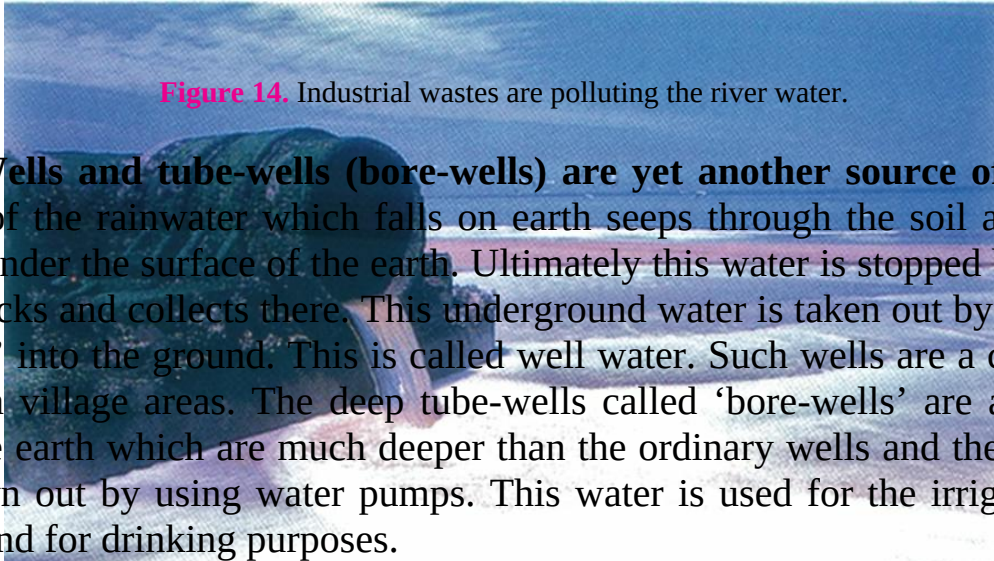 Figure 14. Industrial wastes are polluting the river water.
ells and tube-wells (bore-wells) are yet another source
of the rainwater which falls on earth seeps through the soil
nder the surface of the earth. Ultimately this water is stopped
cks and collects there. This underground water is taken out by
’ into the ground. This is called well water. Such wells are a
village areas. The deep tube-wells called ‘bore-wells’ are
earth which are much deeper than the ordinary wells and the
n out by using water pumps. This water is used for the irrig
nd for drinking purposes.